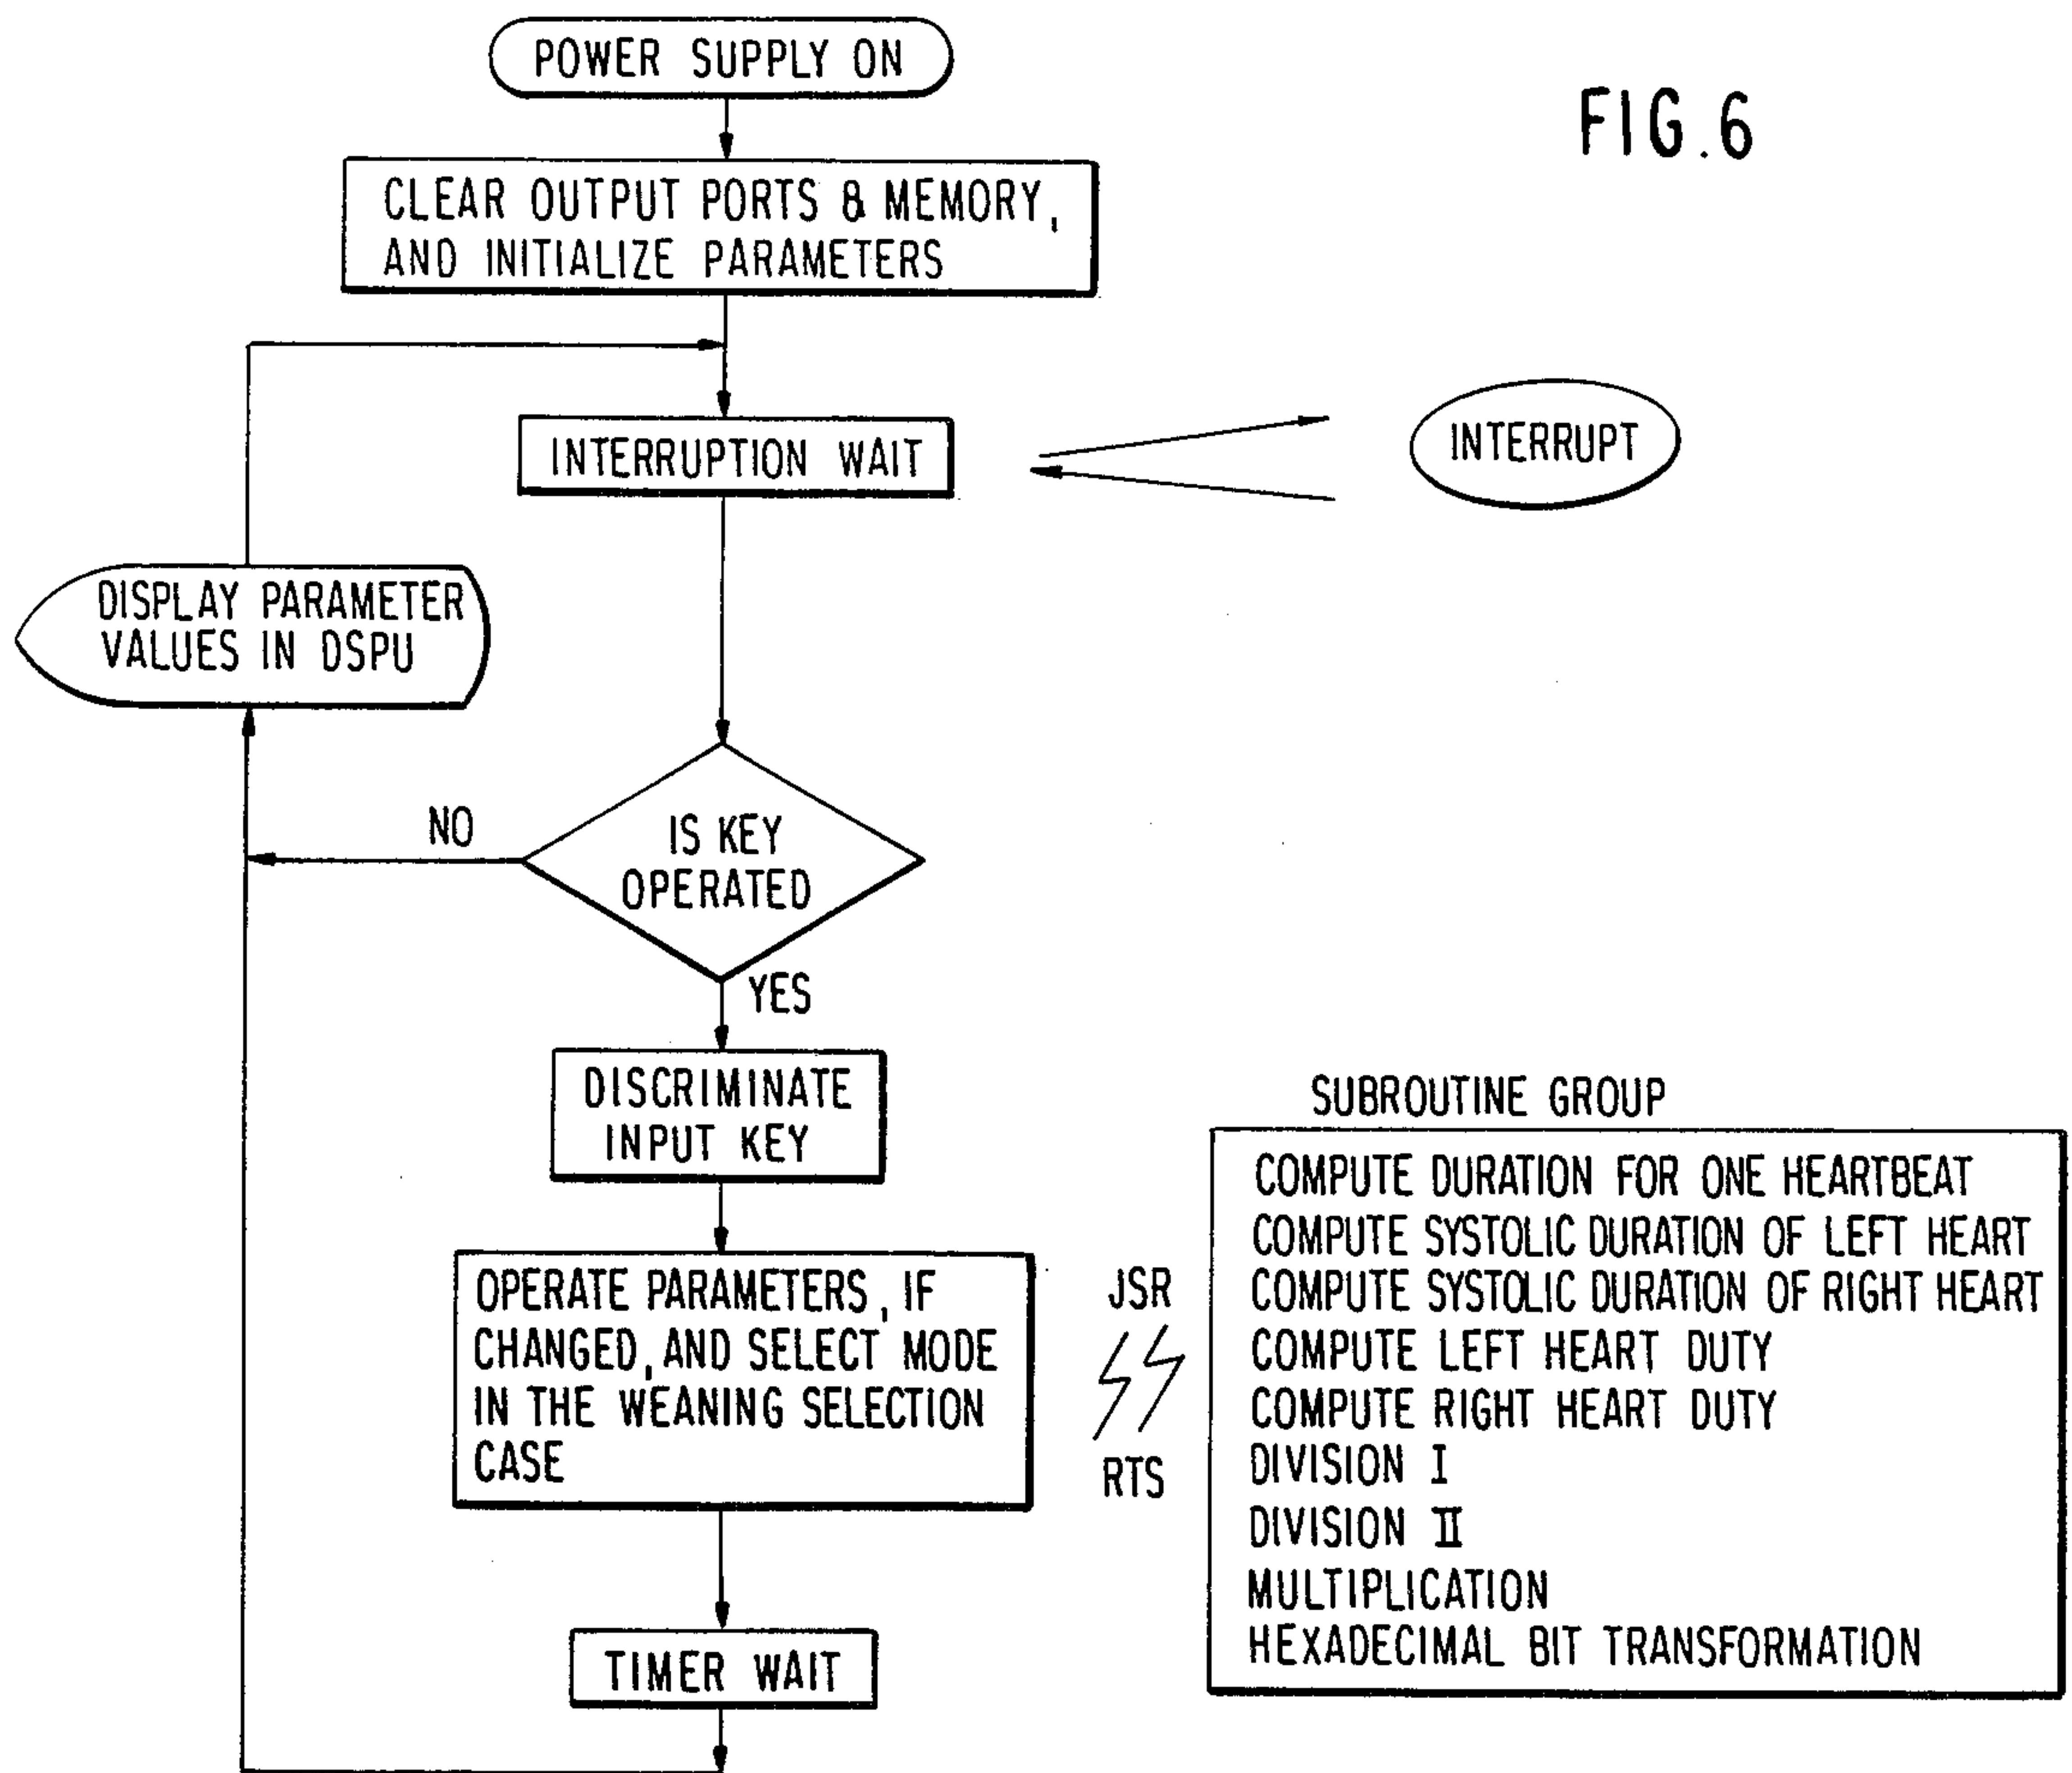 POWER SUPPLY ON
FIG.6
CLEAR OUTPUT PORTS & MEMORY,
AND INITIALIZE PARAMETERS
INTERRUPTION WAIT
INTERRUPT
DISPLAY PARAMETER
VALUES IN DSPU
NO
IS KEY
OPERATED
YES
DISCRIMINATE
INPUT KEY
OPERATE PARAMETERS, IF
CHANGED, AND SELECT MODE
IN THE WEANING SELECTION
CASE
JSR
RTS
SUBROUTINE GROUP
COMPUTE DURATION FOR ONE HEARTBEAT
COMPUTE SYSTOLIC DURATION OF LEFT HEART
COMPUTE SYSTOLIC DURATION OF RIGHT HEART
COMPUTE LEFT HEART DUTY
COMPUTE RIGHT HEART DUTY
DIVISION I
DIVISION II
MULTIPLICATION
HEXADECIMAL BIT TRANSFORMATION
TIMER WAIT